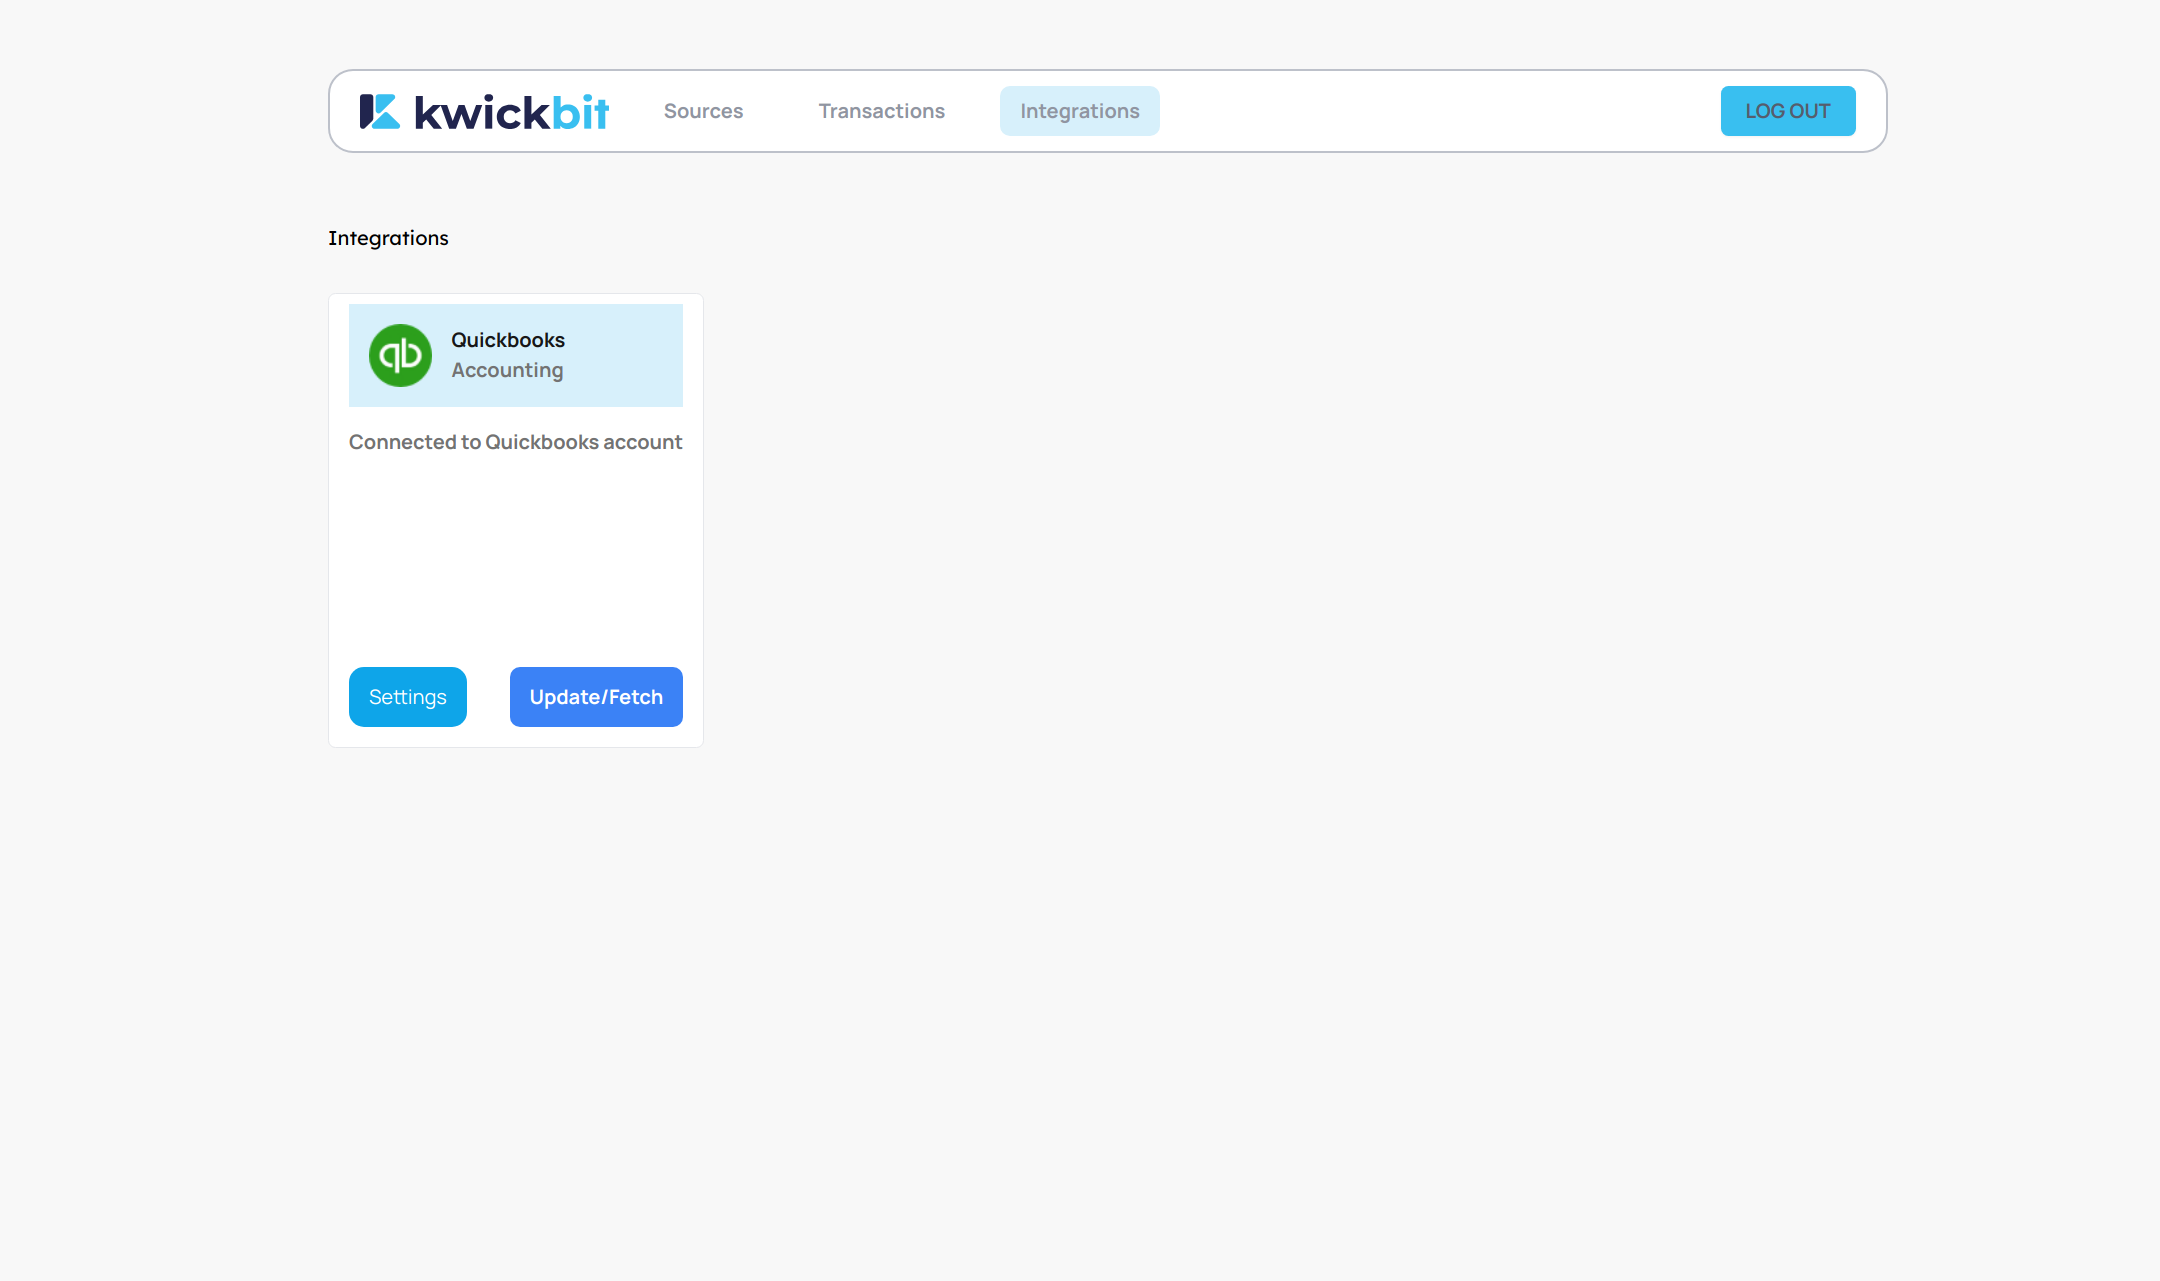 kwickbit
Sources
Transactions
Integrations
LOG OUT
Integrations
qb
Quickbooks
Accounting
Connected to Quickbooks account
Settings
Update/Fetch